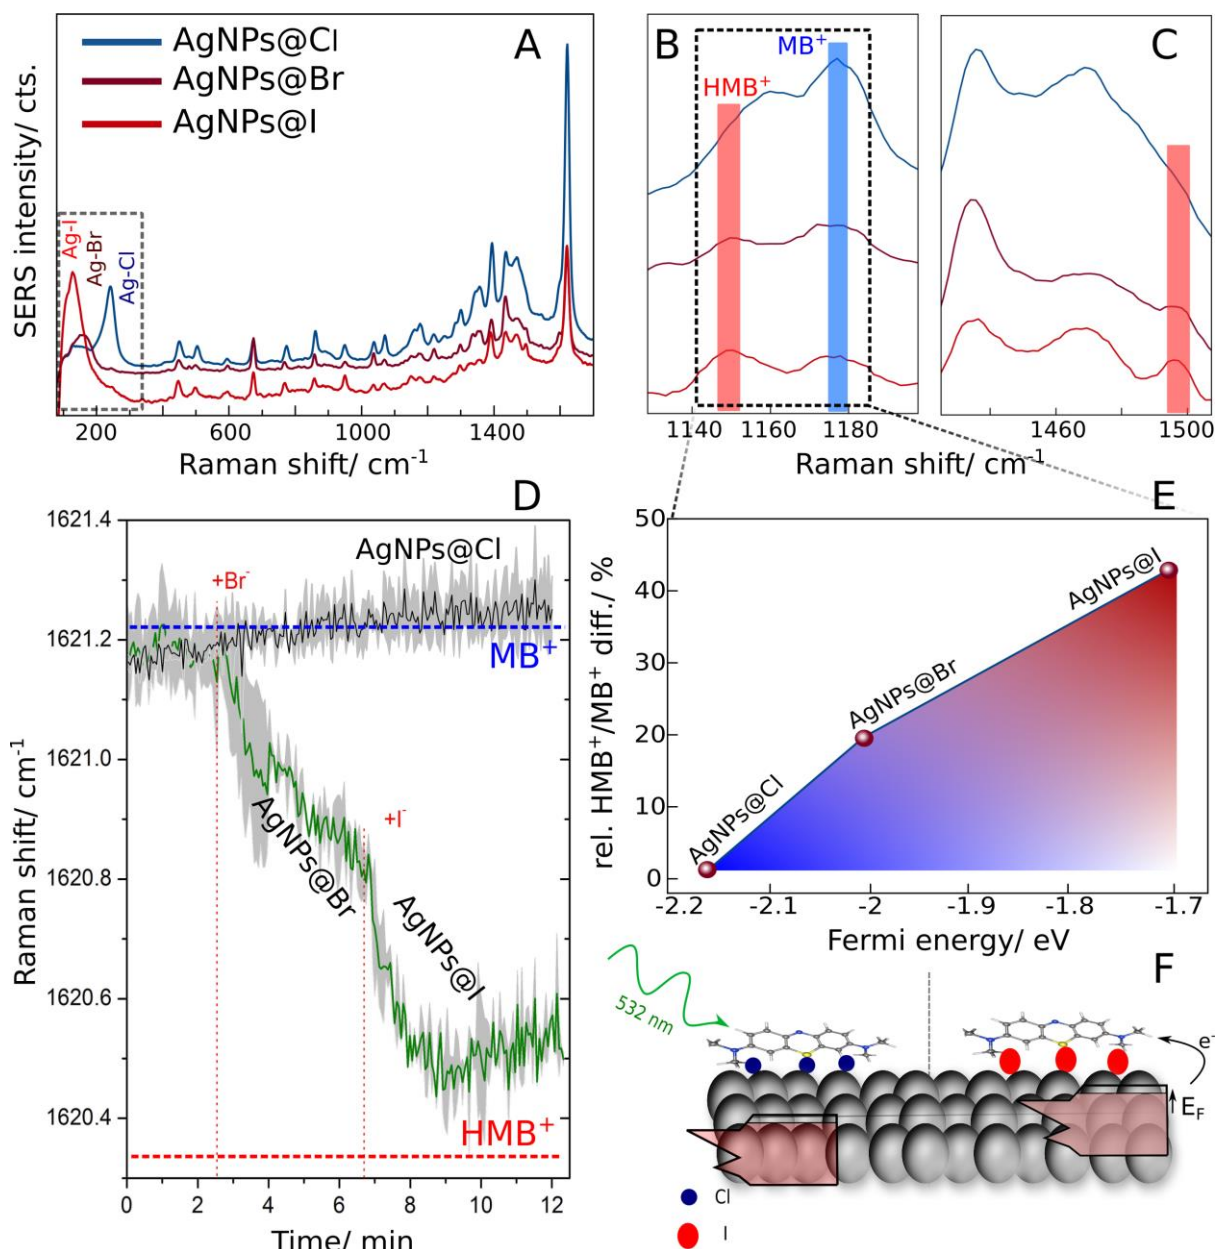 AgNPs@Cl
AgNPs@Br
AgNPs@I
A
SERS intensity/ cts.
Ag-I
Ag-Br
Ag-Cl
200
600
1000
1400
Raman shift/ cm⁻¹
B
MB⁺
HMB⁺
C
1140
1160
1180
1460
1500
Raman shift/ cm⁻¹
D
1621.4
1621.2
1621.0
1620.8
1620.6
1620.4
Raman shift/ cm⁻¹
+Br⁻
AgNPs@Cl
MB⁺
AgNPs@Br
+I⁻
AgNPs@I
HMB⁺
0
2
4
6
8
10
12
Time/ min
E
50
40
30
20
10
0
rel. HMB⁺/MB⁺ diff./ %
AgNPs@Cl
AgNPs@Br
AgNPs@I
-2.2
-2.1
-2
-1.9
-1.8
-1.7
Fermi energy/ eV
F
532 nm
e⁻
E_F
Cl
I